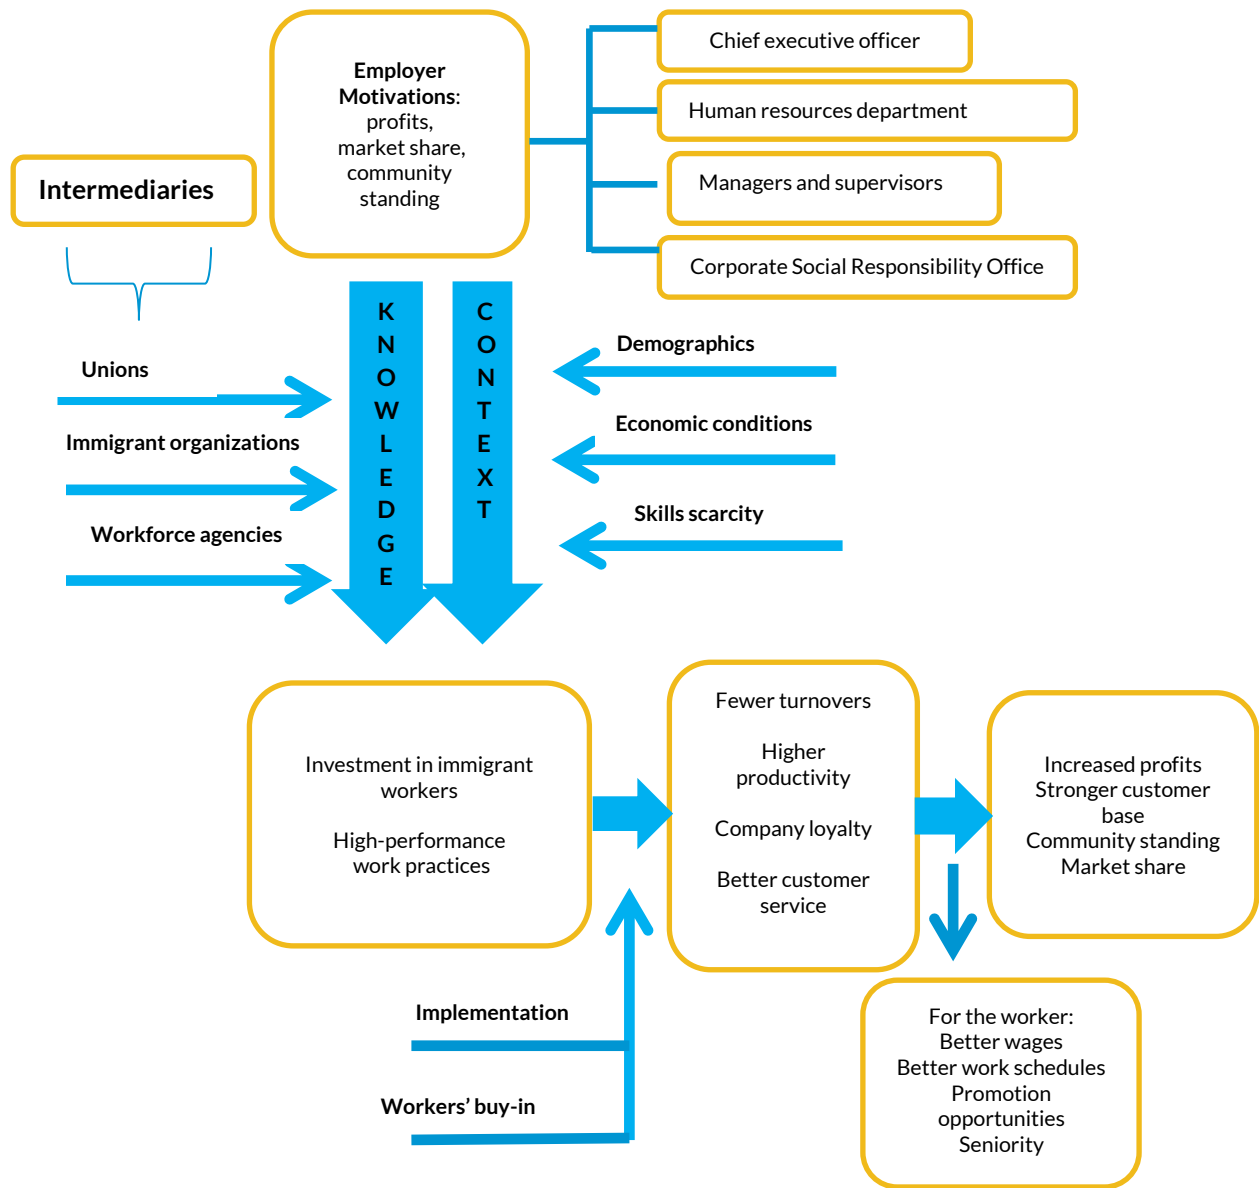 Employer
Motivations:
profits,
market share,
community
standing
Chief executive officer
Human resources department
Managers and supervisors
Corporate Social Responsibility Office
Intermediaries
Unions
Immigrant organizations
Workforce agencies
K
N
O
W
L
E
D
G
E
C
O
N
T
E
X
T
Demographics
Economic conditions
Skills scarcity
Investment in immigrant
workers
High-performance
work practices
Fewer turnovers
Higher
productivity
Company loyalty
Better customer
service
Increased profits
Stronger customer
base
Community standing
Market share
Implementation
Workers’ buy-in
For the worker:
Better wages
Better work schedules
Promotion
opportunities
Seniority